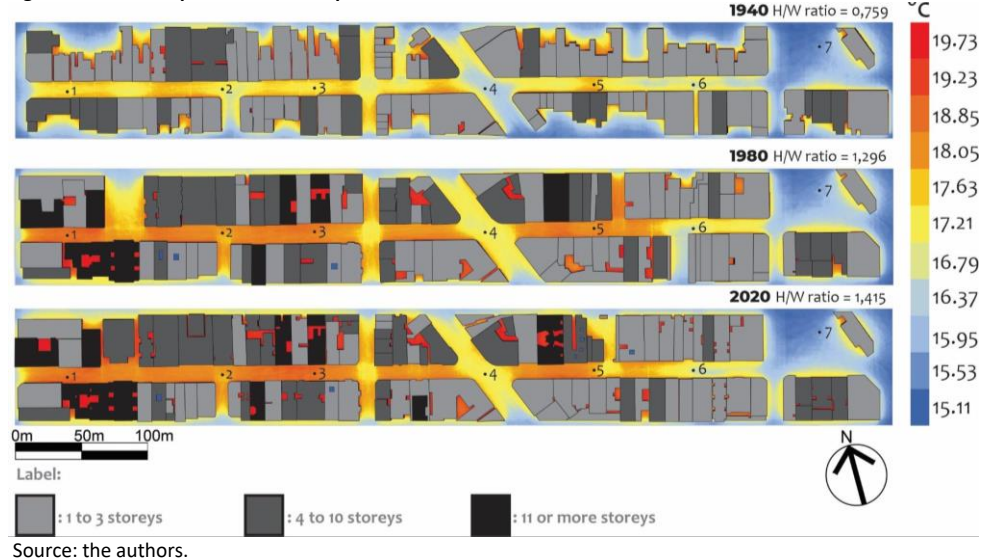 1940 H/W ratio = 0,759
°C
1 2 3 4 5 6 7
19.73
19.23
18.85
18.05
17.63
17.21
16.79
16.37
15.95
15.53
15.11
1980 H/W ratio = 1,296
1 2 3 4 5 6 7
2020 H/W ratio = 1,415
1 2 3 4 5 6 7
0m 50m 100m
N
Label:
: 1 to 3 storeys : 4 to 10 storeys : 11 or more storeys
Source: the authors.